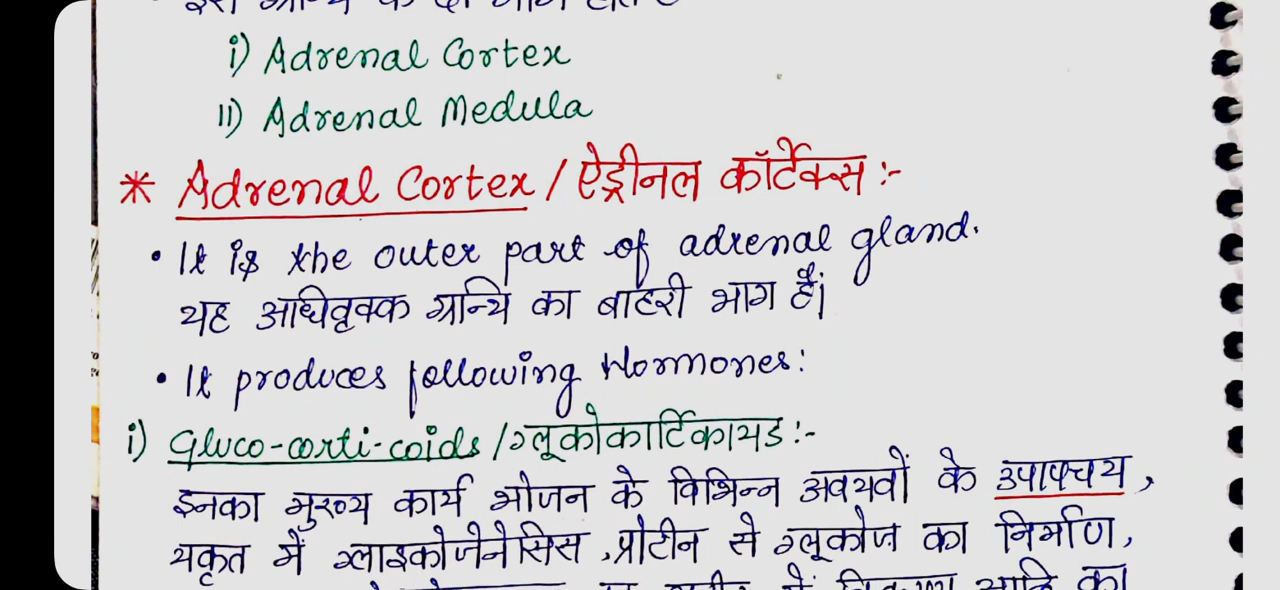 i) Adrenal Cortex
ii) Adrenal Medula
* Adrenal Cortex / ऐड्रीनल कॉर्टेक्स :-
• It is the outer part of adrenal gland.
यह अधिवृक्क ग्रन्थि का बाहरी भाग है।
• It produces following Hormones:
i) Gluco-corti-coids / ग्लूकोकार्टिकायड :-
इनका मुख्य कार्य भोजन के विभिन्न अवयवों के उपापचय,
यकृत में ग्लाइकोजेनेसिस, प्रोटीन से ग्लूकोज का निर्माण,